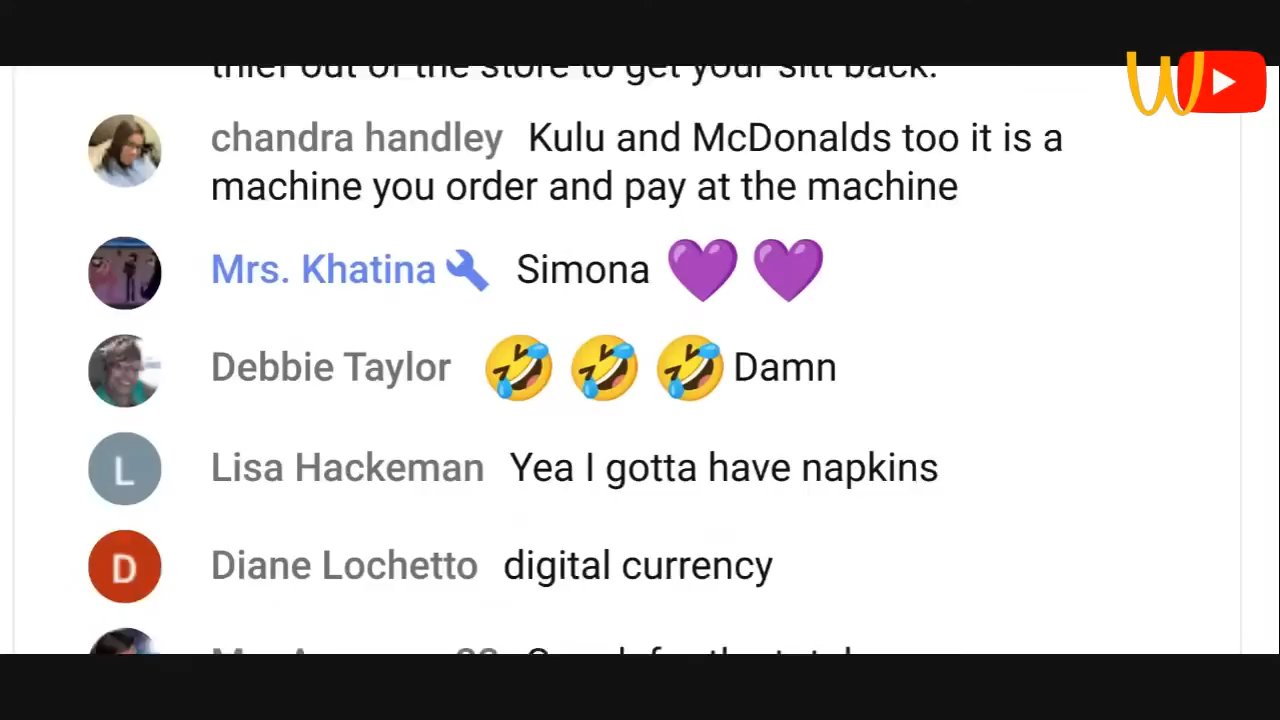 thief out of the store to get your sitt back.
chandra handley Kulu and McDonalds too it is a
machine you order and pay at the machine
Mrs. Khatina Simona 💜 💜
Debbie Taylor 🤣 🤣 🤣 Damn
L Lisa Hackeman Yea I gotta have napkins
D Diane Lochetto digital currency